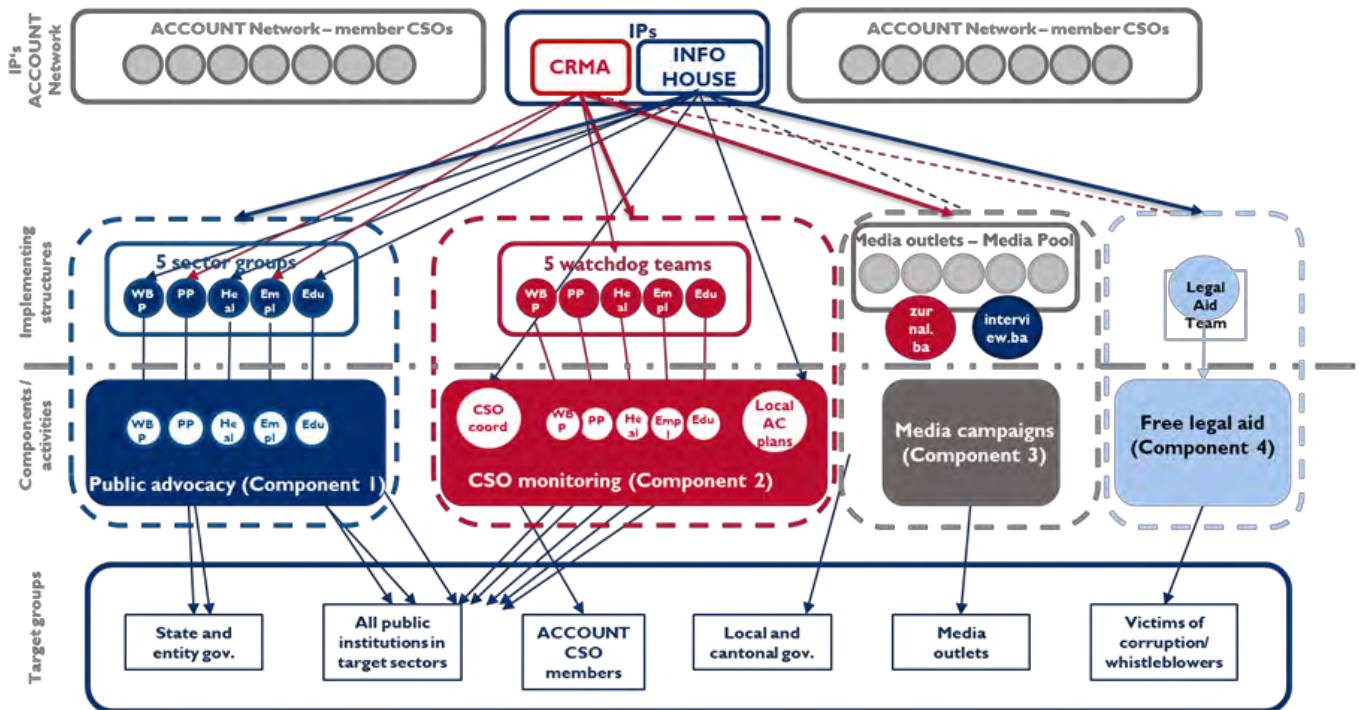 IP's
ACCOUNT
Network
ACCOUNT Network – member CSOs
IPs
CRMA
INFO
HOUSE
ACCOUNT Network – member CSOs
Implementing
structures
5 sector groups
WB
P
PP
He
al
Em
pl
Edu
5 watchdog teams
WB
P
PP
He
al
Em
pl
Edu
Media outlets – Media Pool
zur
nal.
ba
intervi
ew.ba
Legal
Aid
Team
Components /
activities
WB
P
PP
He
al
Em
pl
Edu
Public advocacy (Component 1)
CSO
coord
WB
P
PP
He
al
Emp
l
Edu
Local
AC
plans
CSO monitoring (Component 2)
Media campaigns
(Component 3)
Free legal aid
(Component 4)
Target groups
State and
entity gov.
All public
institutions in
target sectors
ACCOUNT
CSO
members
Local and
cantonal gov.
Media
outlets
Victims of
corruption/
whistleblowers